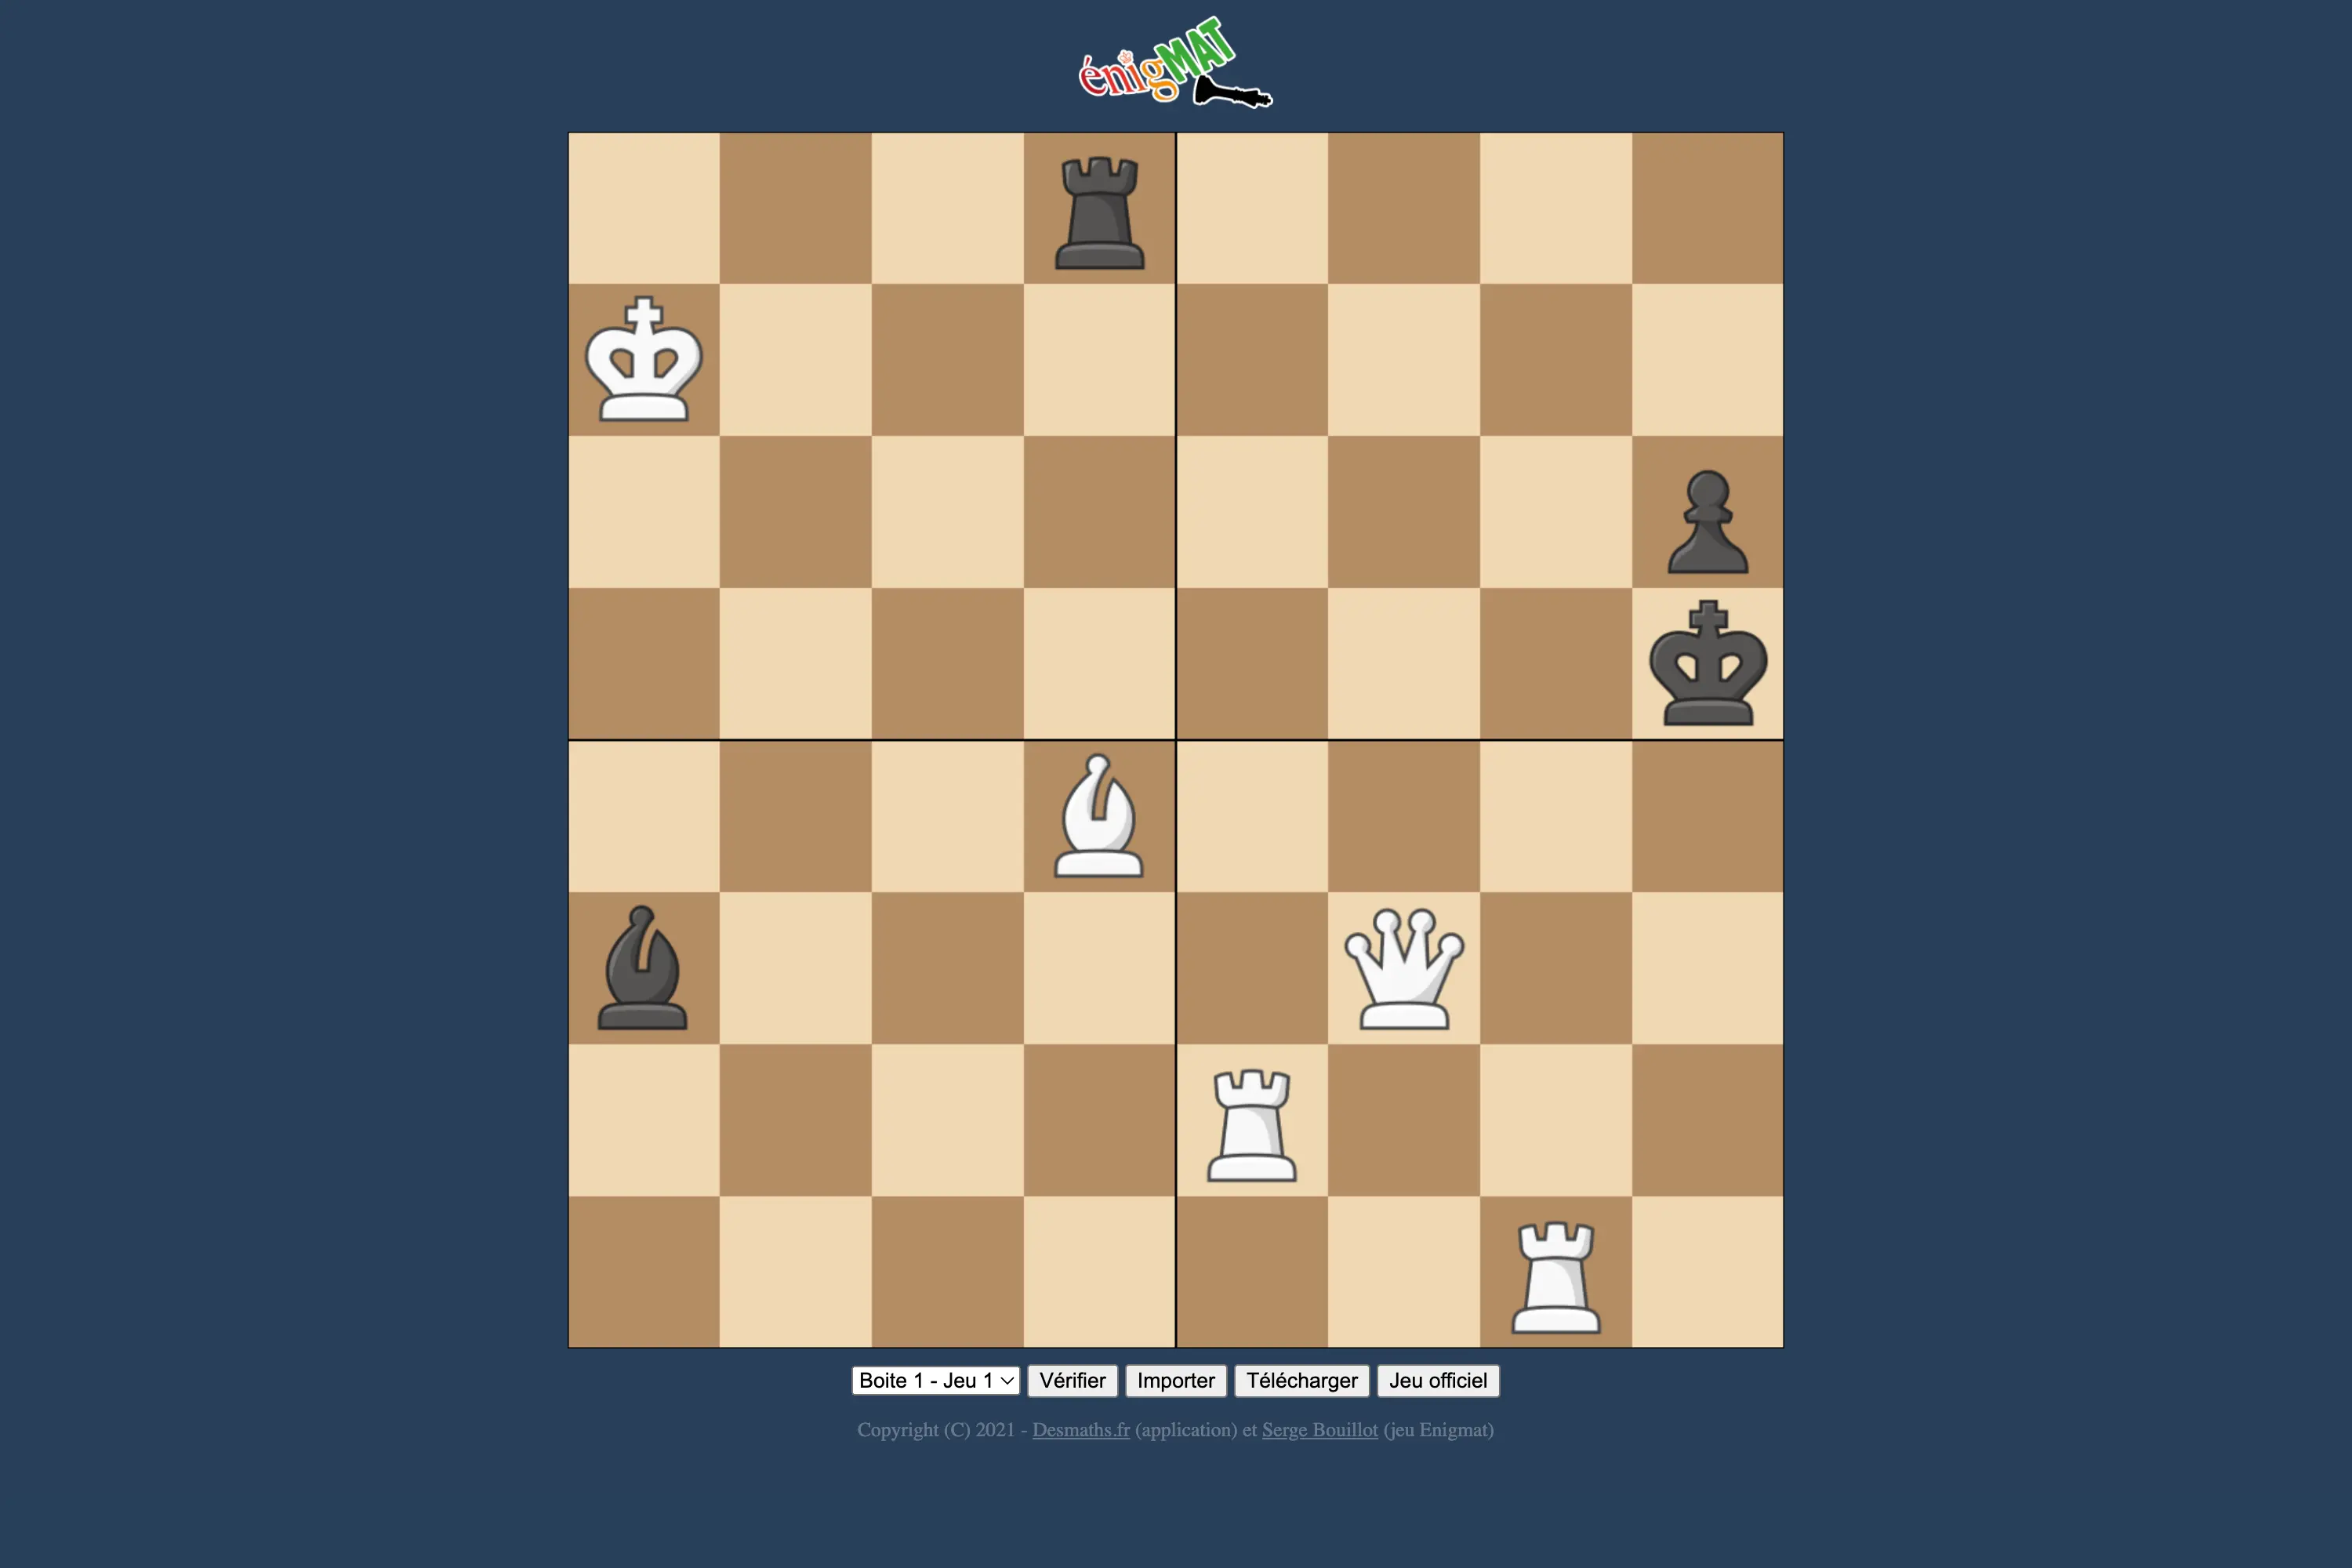 énigMAT
Boite 1 - Jeu 1 Vérifier Importer Télécharger Jeu officiel
Copyright (C) 2021 - Desmaths.fr (application) et Serge Bouillot (jeu Enigmat)